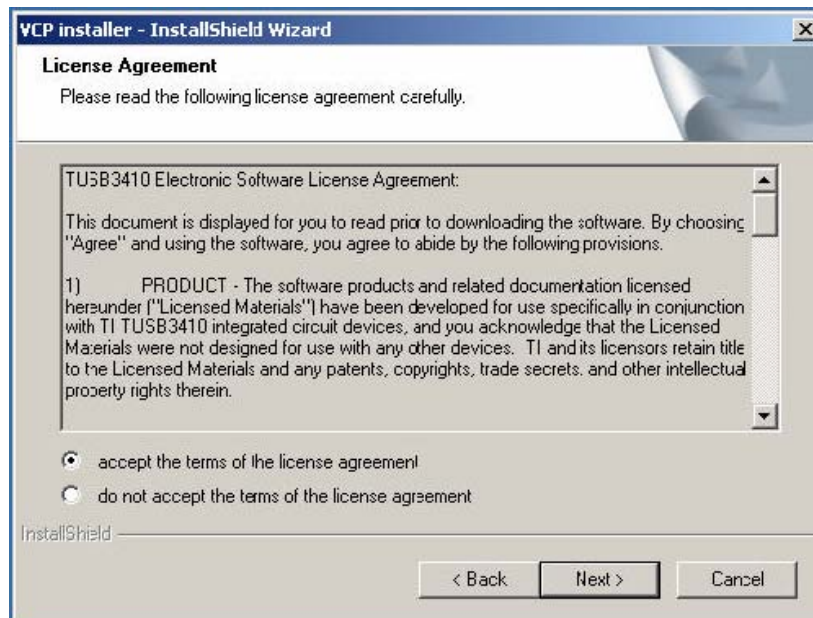 VCP installer - InstallShield Wizard
License Agreement
Please read the following license agreement carefully.
TUSB3410 Electronic Software License Agreement:
This document is displayed for you to read prior to downloading the software. By choosing
"Agree" and using the software, you agree to abide by the following provisions.
1) PRODUCT - The software products and related documentation licensed
hereunder ("Licensed Materials") have been developed for use specifically in conjunction
with TI TUSB3410 integrated circuit devices, and you acknowledge that the Licensed
Materials were not designed for use with any other devices. TI and its licensors retain title
to the Licensed Materials and any patents, copyrights, trade secrets, and other intellectual
property rights therein.
accept the terms of the license agreement
do not accept the terms of the license agreement
InstallShield
< Back Next > Cancel